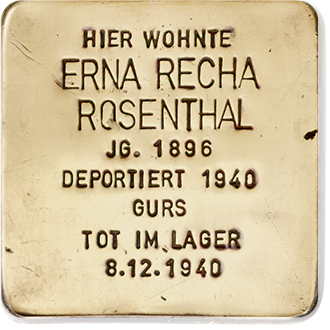 HIER WOHNTE
ERNA RECHA
ROSENTHAL
JG. 1896
DEPORTIERT 1940
GURS
TOT IM LAGER
8.12.1940